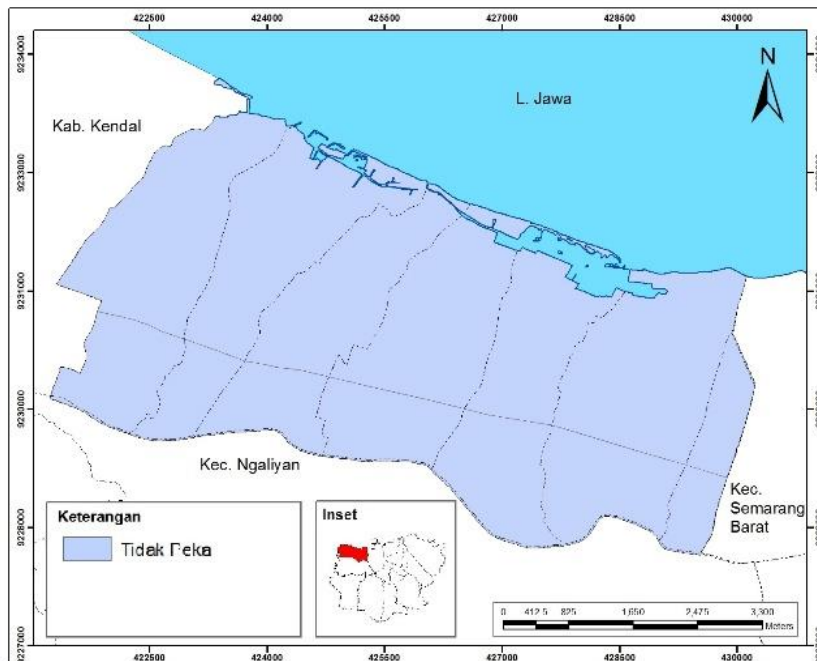 422500 424000 425500 427000 428500 430000
9234000
9233000
9231000
9230000
9228000
9227000
N
L. Jawa
Kab. Kendal
Kec. Ngaliyan
Kec.
Semarang
Barat
Keterangan
Tidak Peka
Inset
0 412.5 825 1,650 2,475 3,300
Meters
422500 424000 425500 427000 428500 430000